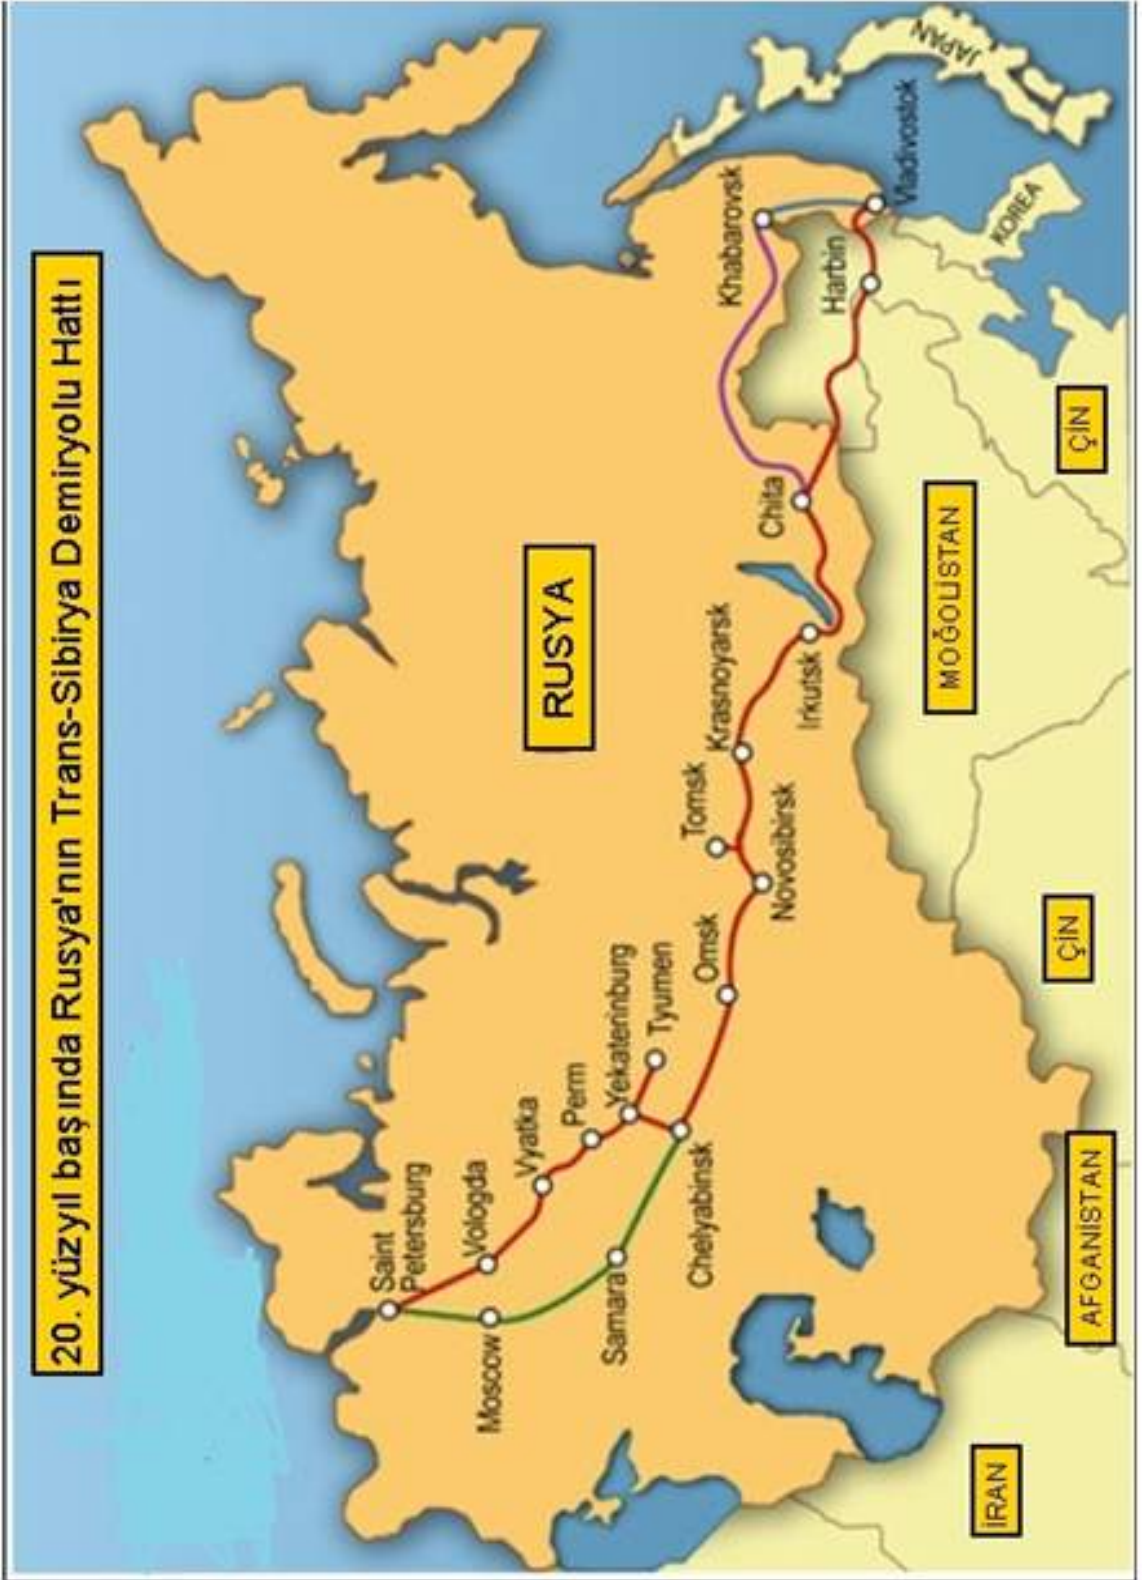 20. yüzyıl başında Rusya'nın Trans-Sibirya Demiryolu Hattı
RUSYA
Saint
Petersburg
Vologda
Moscow
Vyatka
Perm
Yekaterinburg
Tyumen
Samara
Chelyabinsk
Omsk
Tomsk
Novosibirsk
Krasnoyarsk
Irkutsk
Chita
Khabarovsk
Harbin
Vladivostok
JAPAN
KOREA
ÇİN
MOĞOLİSTAN
ÇİN
AFGANİSTAN
İRAN